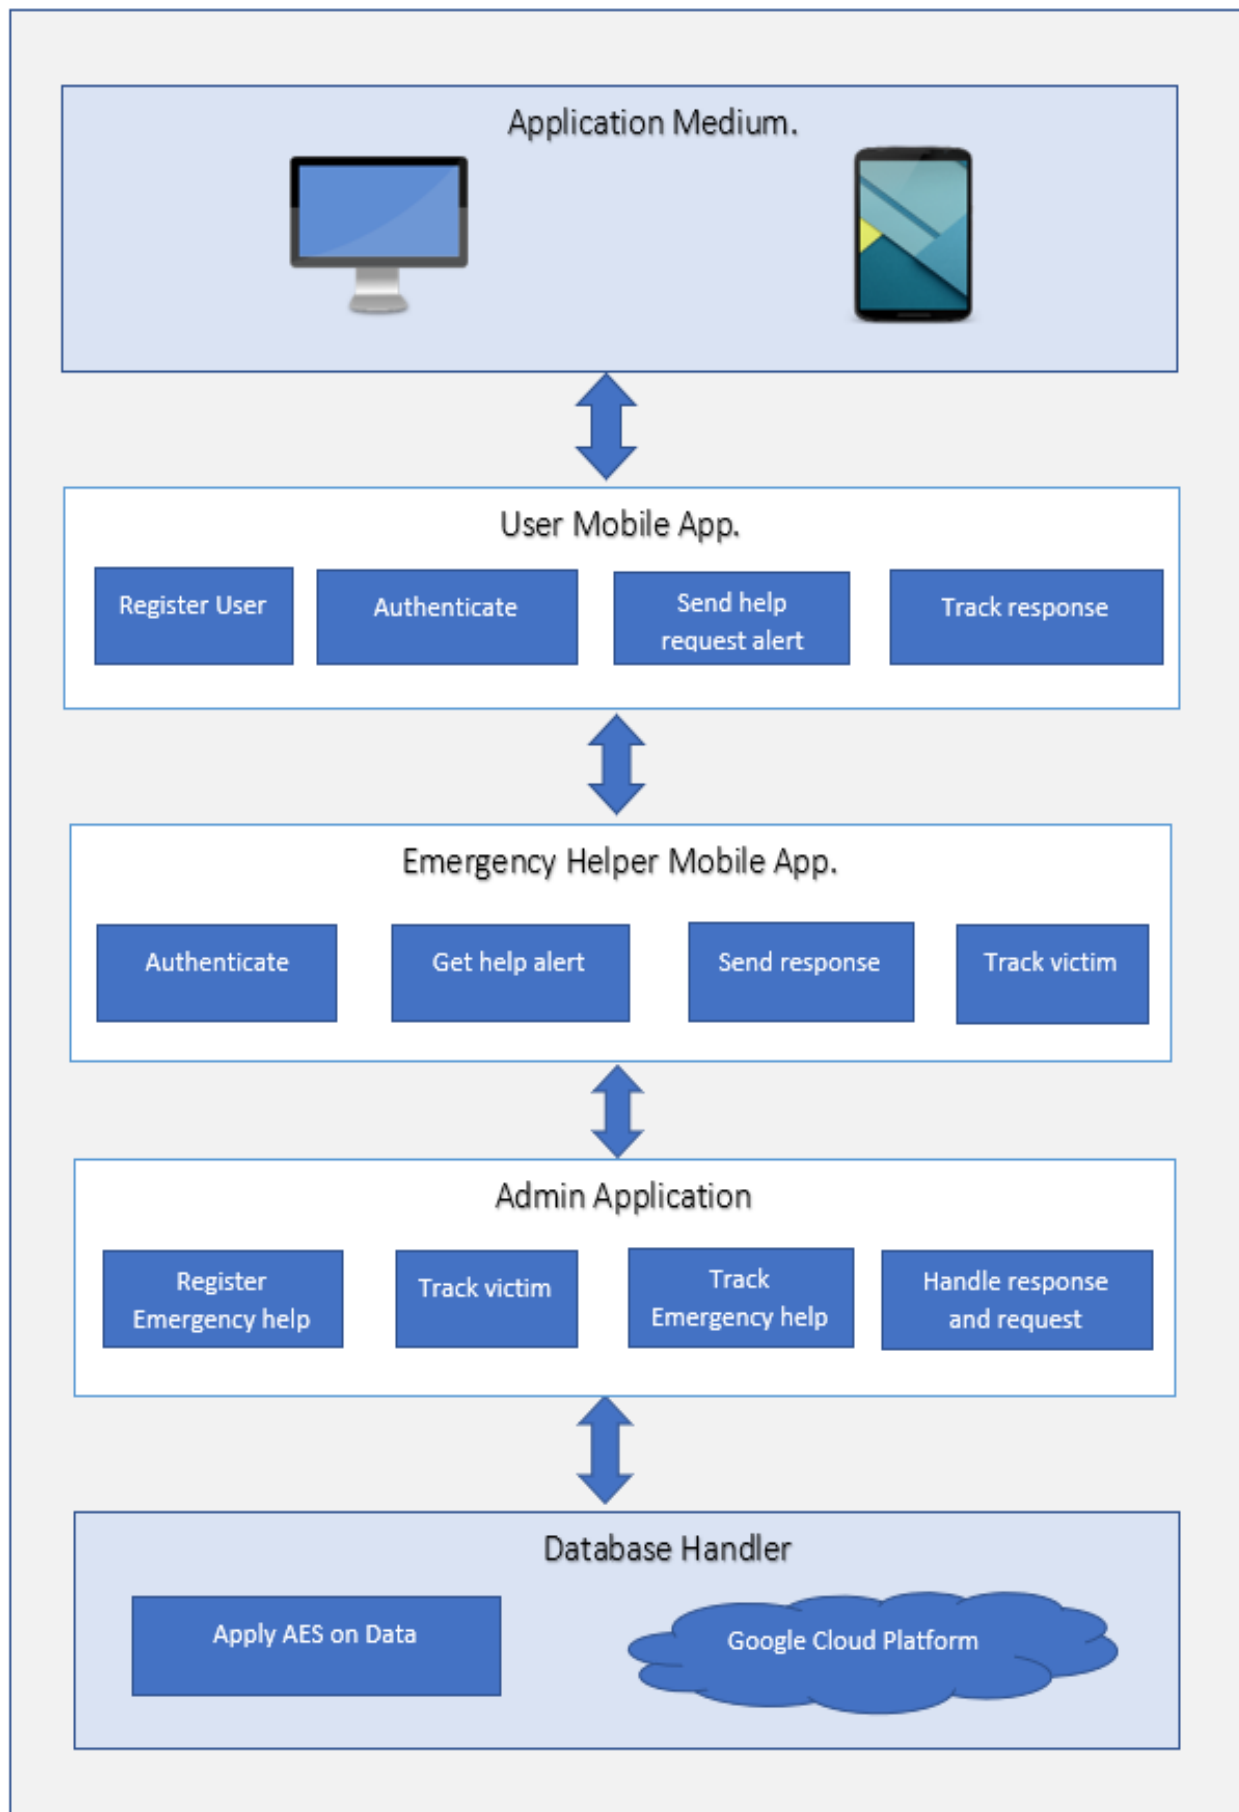 Application Medium.
User Mobile App.
Register User
Authenticate
Send help
request alert
Track response
Emergency Helper Mobile App.
Authenticate
Get help alert
Send response
Track victim
Admin Application
Register
Emergency help
Track victim
Track
Emergency help
Handle response
and request
Database Handler
Apply AES on Data
Google Cloud Platform